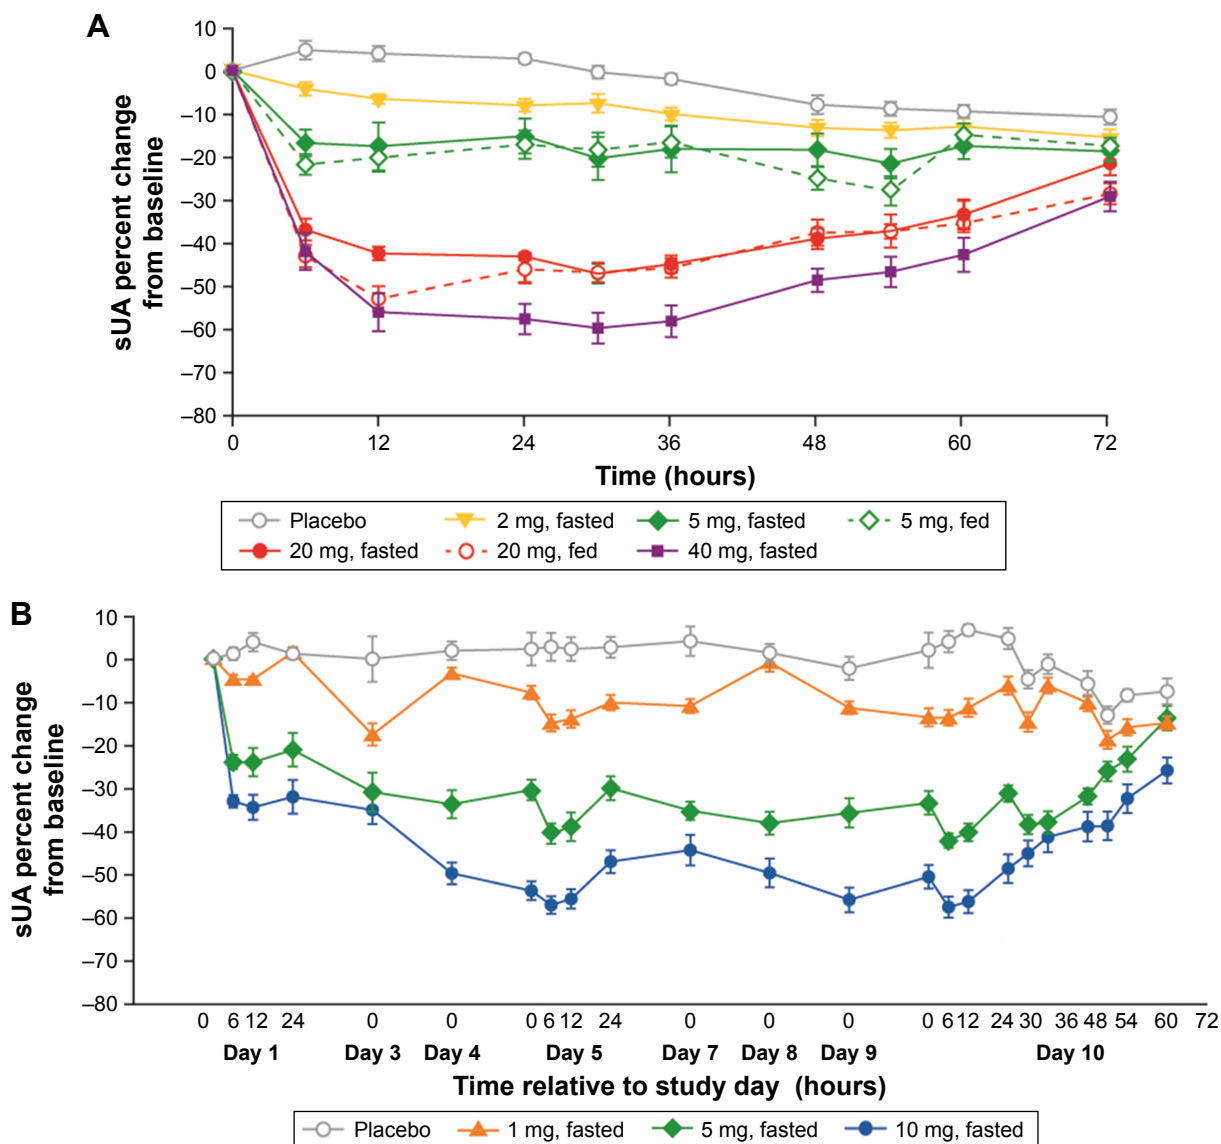 A
sUA percent change
from baseline
10
0
–10
–20
–30
–40
–50
–60
–70
–80
0 12 24 36 48 60 72
Time (hours)
Placebo 2 mg, fasted 5 mg, fasted 5 mg, fed
20 mg, fasted 20 mg, fed 40 mg, fasted
B
sUA percent change
from baseline
10
0
–10
–20
–30
–40
–50
–60
–70
–80
0 6 12 24 0 0 0 6 12 24 0 0 0 0 6 12 24 30 36 48 54 60 72
Day 1 Day 3 Day 4 Day 5 Day 7 Day 8 Day 9 Day 10
Time relative to study day (hours)
Placebo 1 mg, fasted 5 mg, fasted 10 mg, fasted